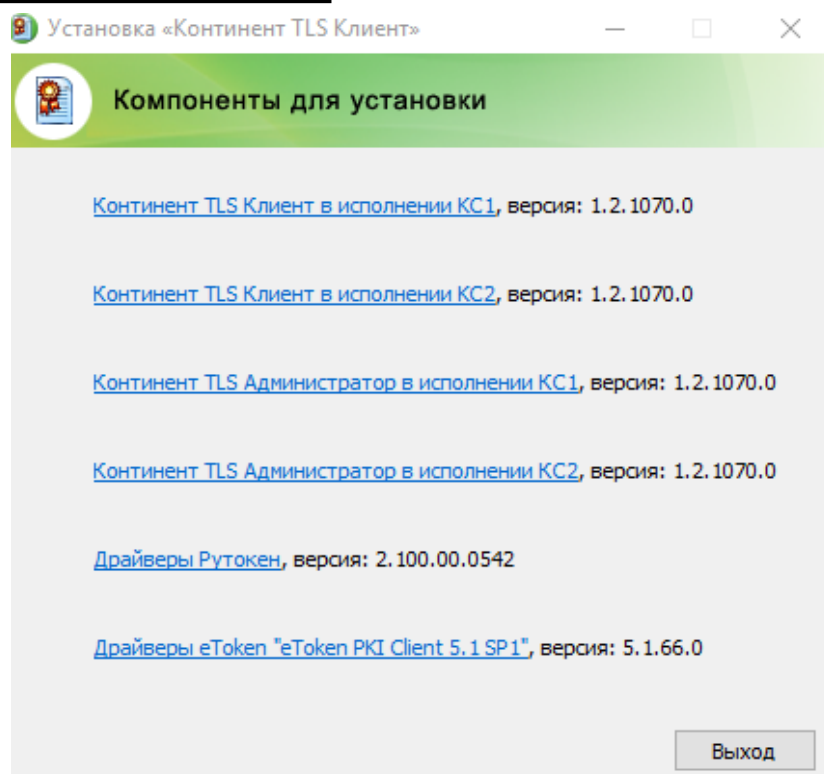 Установка «Континент TLS Клиент»
Компоненты для установки
Континент TLS Клиент в исполнении КС1, версия: 1.2.1070.0
Континент TLS Клиент в исполнении КС2, версия: 1.2.1070.0
Континент TLS Администратор в исполнении КС1, версия: 1.2.1070.0
Континент TLS Администратор в исполнении КС2, версия: 1.2.1070.0
Драйверы Рутокен, версия: 2.100.00.0542
Драйверы eToken "eToken PKI Client 5.1 SP1", версия: 5.1.66.0
Выход